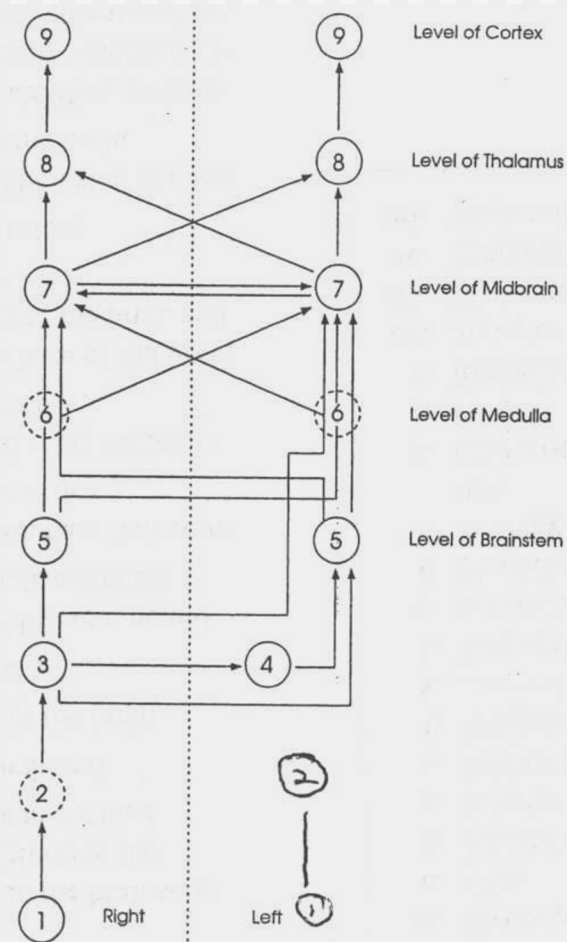 9 9 Level of Cortex
8 8 Level of Thalamus
7 7 Level of Midbrain
6 6 Level of Medulla
5 5 Level of Brainstem
3 4
2 2
1 Right Left 1